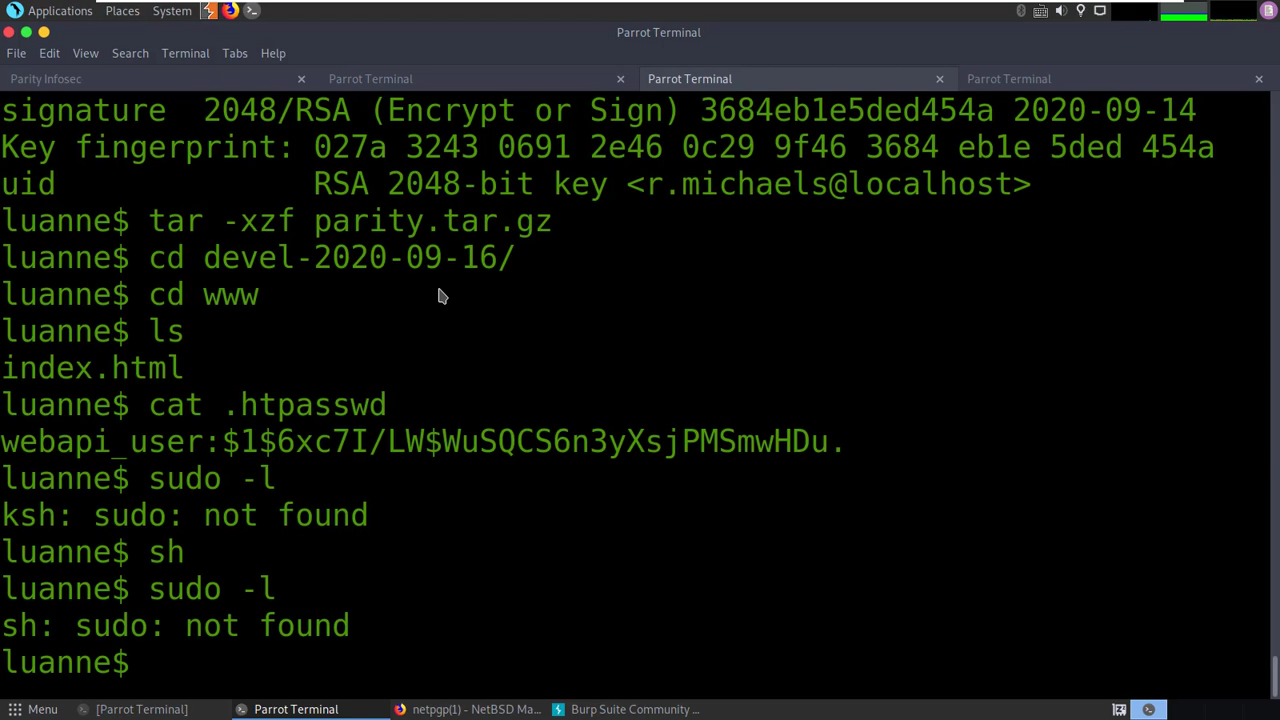 Applications Places System
Parrot Terminal
File Edit View Search Terminal Tabs Help
Parity Infosec × Parrot Terminal × Parrot Terminal × Parrot Terminal ×
signature 2048/RSA (Encrypt or Sign) 3684eb1e5ded454a 2020-09-14
Key fingerprint: 027a 3243 0691 2e46 0c29 9f46 3684 eb1e 5ded 454a
uid RSA 2048-bit key <r.michaels@localhost>
luanne$ tar -xzf parity.tar.gz
luanne$ cd devel-2020-09-16/
luanne$ cd www
luanne$ ls
index.html
luanne$ cat .htpasswd
webapi_user:$1$6xc7I/LW$WuSQCS6n3yXsjPMSmwHDu.
luanne$ sudo -l
ksh: sudo: not found
luanne$ sh
luanne$ sudo -l
sh: sudo: not found
luanne$
Menu [Parrot Terminal] Parrot Terminal netpgp(1) - NetBSD Ma... Burp Suite Community ...